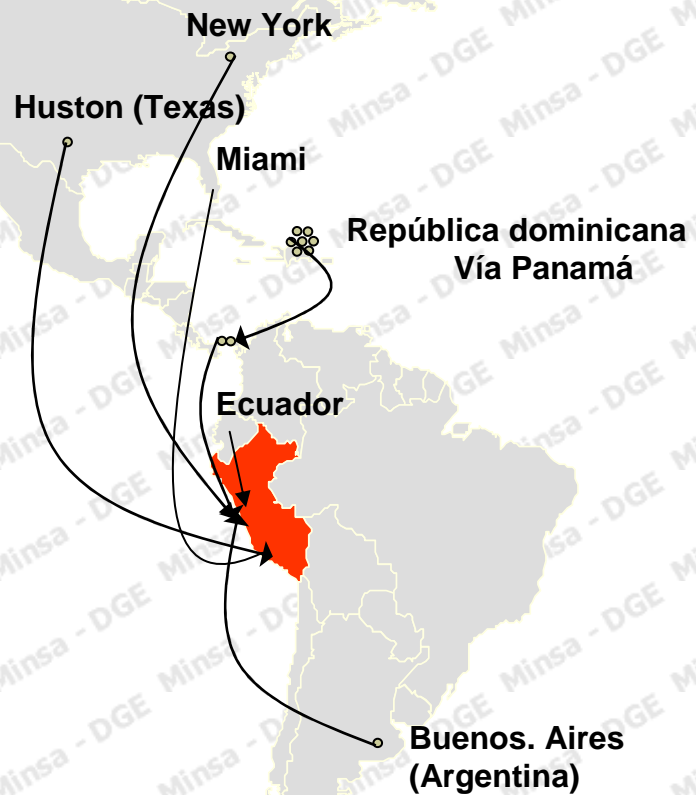 New York
Huston (Texas)
Miami
República dominicana
Vía Panamá
Ecuador
Buenos. Aires
(Argentina)
Minsa - DGE